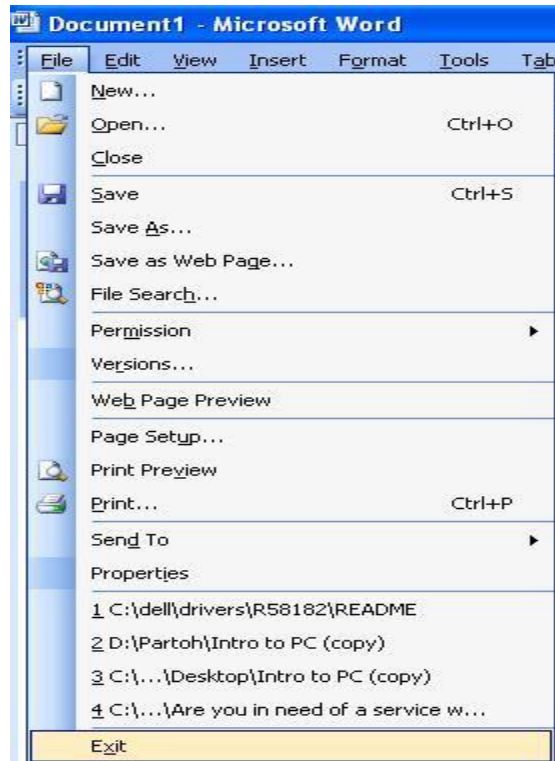 Document1 - Microsoft Word
File Edit View Insert Format Tools Tab
New...
Open... Ctrl+O
Close
Save Ctrl+S
Save As...
Save as Web Page...
File Search...
Permission
Versions...
Web Page Preview
Page Setup...
Print Preview
Print... Ctrl+P
Send To
Properties
1 C:\dell\drivers\R58182\README
2 D:\Partoh\Intro to PC (copy)
3 C:\...\Desktop\Intro to PC (copy)
4 C:\...\Are you in need of a service w...
Exit